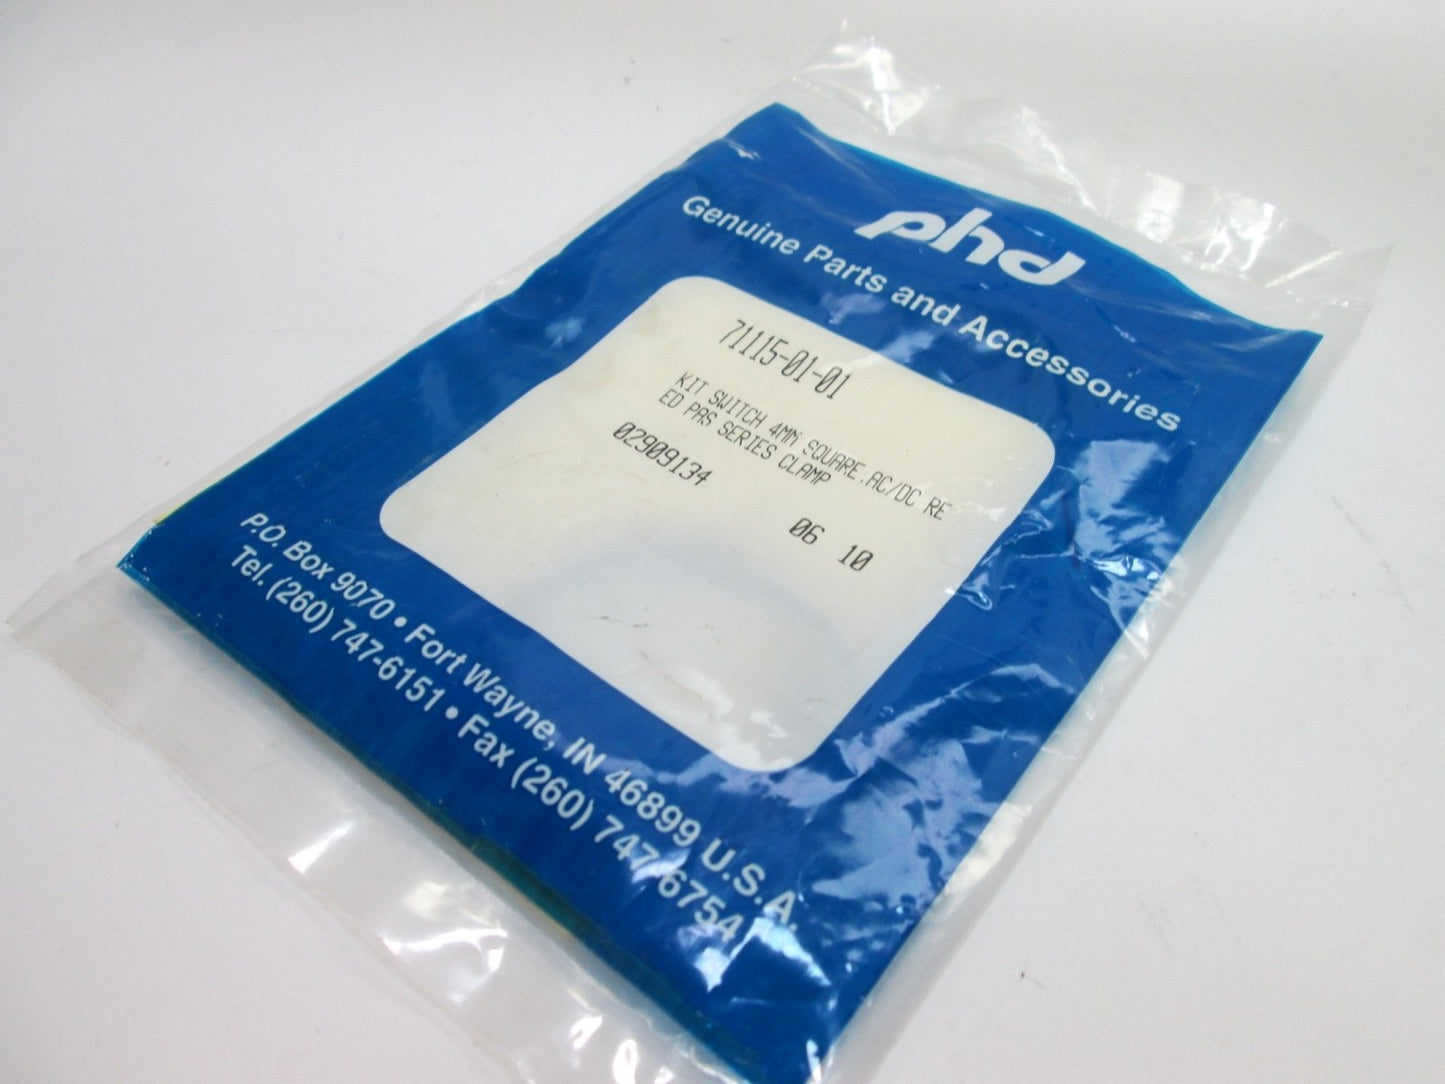 phd
Genuine Parts and Accessories
71115-01-01
KIT SWITCH 4MM SQUARE,AC/DC RE
ED PAS SERIES CLAMP
02909134
06 10
P.O. Box 9070 • Fort Wayne, IN 46899 U.S.A.
Tel. (260) 747-6151 • Fax (260) 747-6754